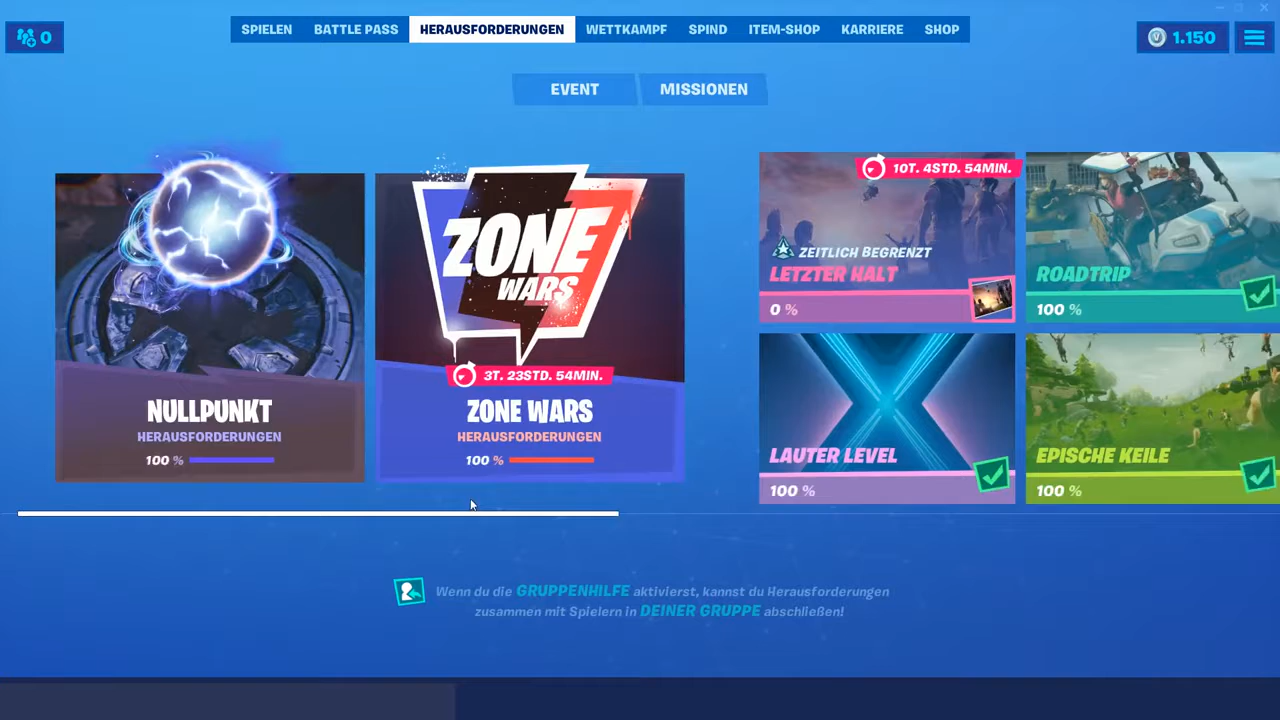 0
SPIELEN
BATTLE PASS
HERAUSFORDERUNGEN
WETTKAMPF
SPIND
ITEM-SHOP
KARRIERE
SHOP
1.150
EVENT
MISSIONEN
NULLPUNKT
HERAUSFORDERUNGEN
100 %
ZONE
WARS
3T. 23STD. 54MIN.
ZONE WARS
HERAUSFORDERUNGEN
100 %
10T. 4STD. 54MIN.
ZEITLICH BEGRENZT
LETZTER HALT
0 %
ROADTRIP
100 %
LAUTER LEVEL
100 %
EPISCHE KEILE
100 %
Wenn du die GRUPPENHILFE aktivierst, kannst du Herausforderungen
zusammen mit Spielern in DEINER GRUPPE abschließen!